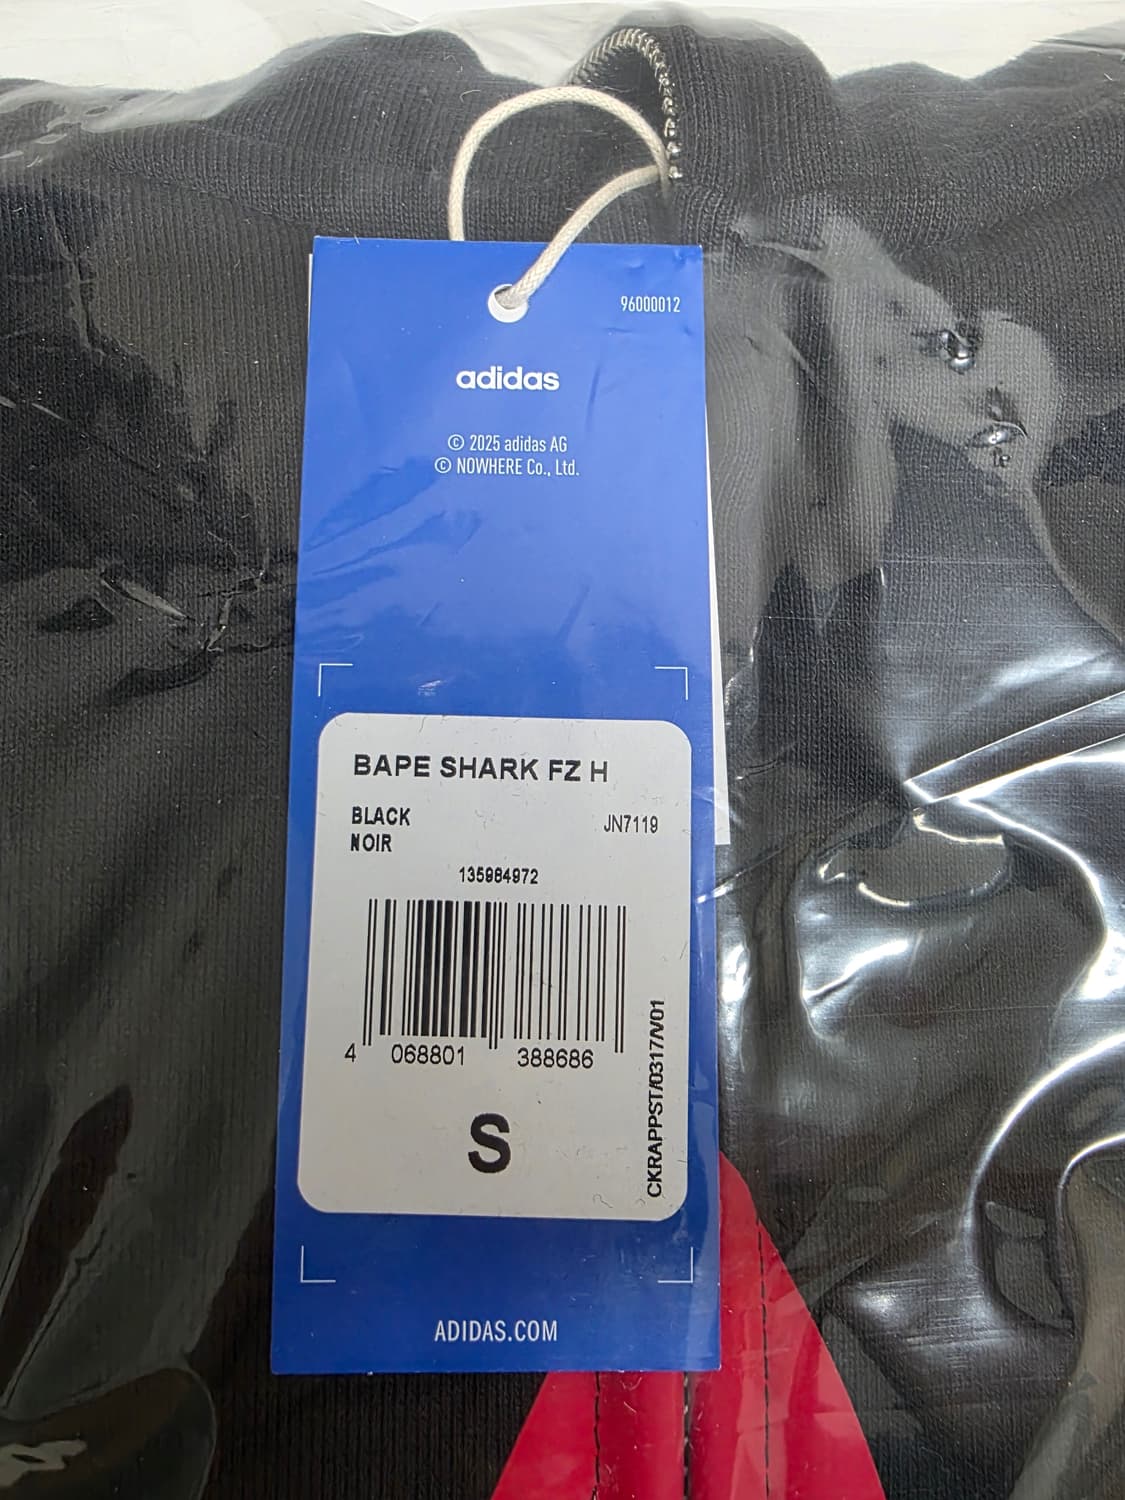 96000012
adidas
© 2025 adidas AG
© NOWHERE Co., Ltd.
BAPE SHARK FZ H
BLACK
NOIR
JN7119
135984972
4 068801 388686
S
CKRAPPST/0317/V01
ADIDAS.COM